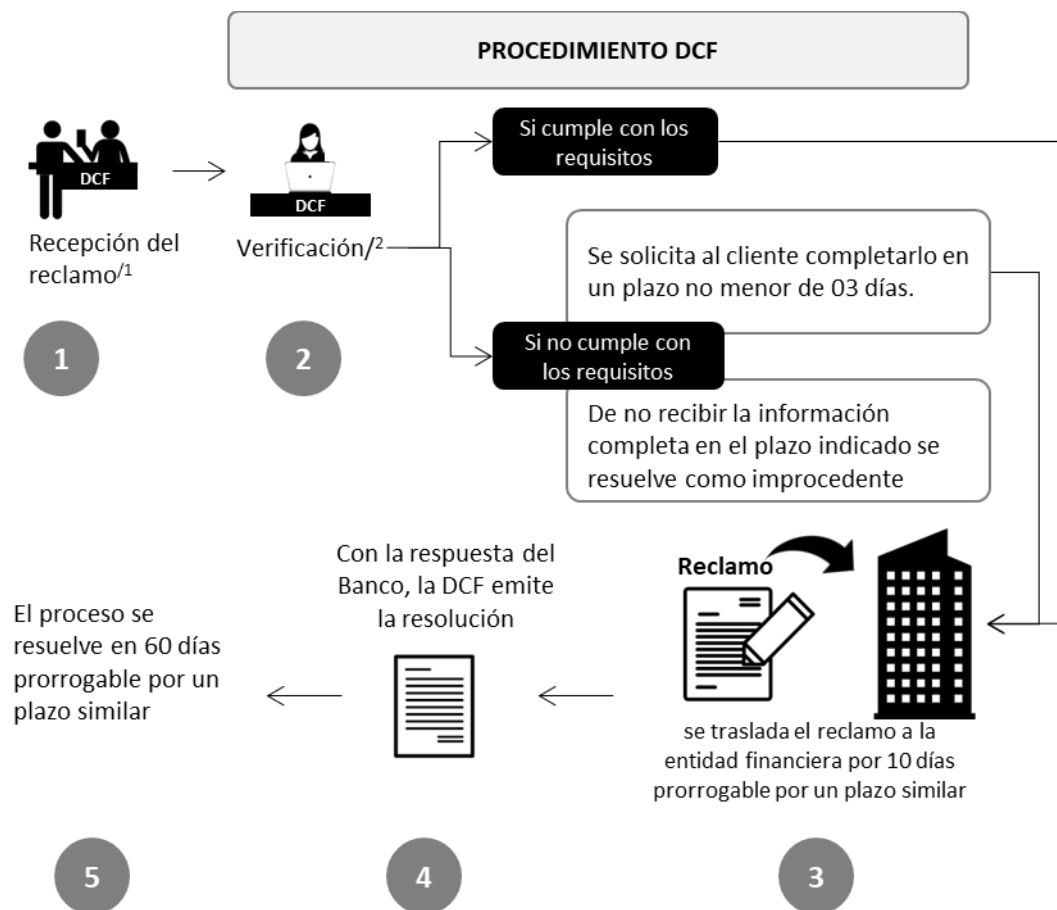 PROCEDIMIENTO DCF
DCF
Recepción del
reclamo/1
1
DCF
Verificación/2
2
Si cumple con los
requisitos
Se solicita al cliente completarlo en
un plazo no menor de 03 días.
Si no cumple con
los requisitos
De no recibir la información
completa en el plazo indicado se
resuelve como improcedente
Reclamo
se traslada el reclamo a la
entidad financiera por 10 días
prorrogable por un plazo similar
3
Con la respuesta del
Banco, la DCF emite
la resolución
4
El proceso se
resuelve en 60 días
prorrogable por un
plazo similar
5